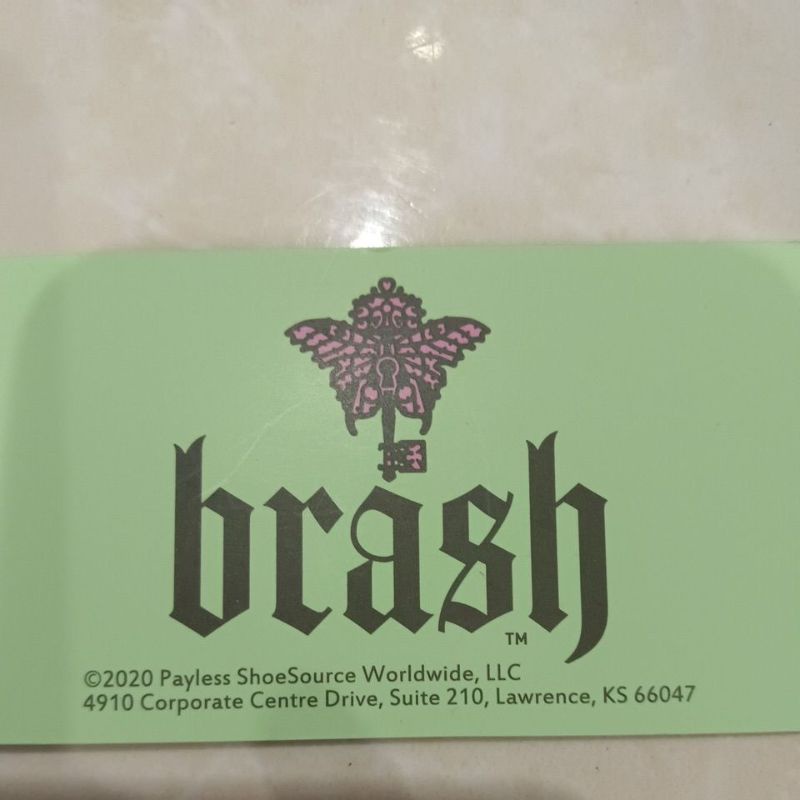 brash
TM
©2020 Payless ShoeSource Worldwide, LLC
4910 Corporate Centre Drive, Suite 210, Lawrence, KS 66047